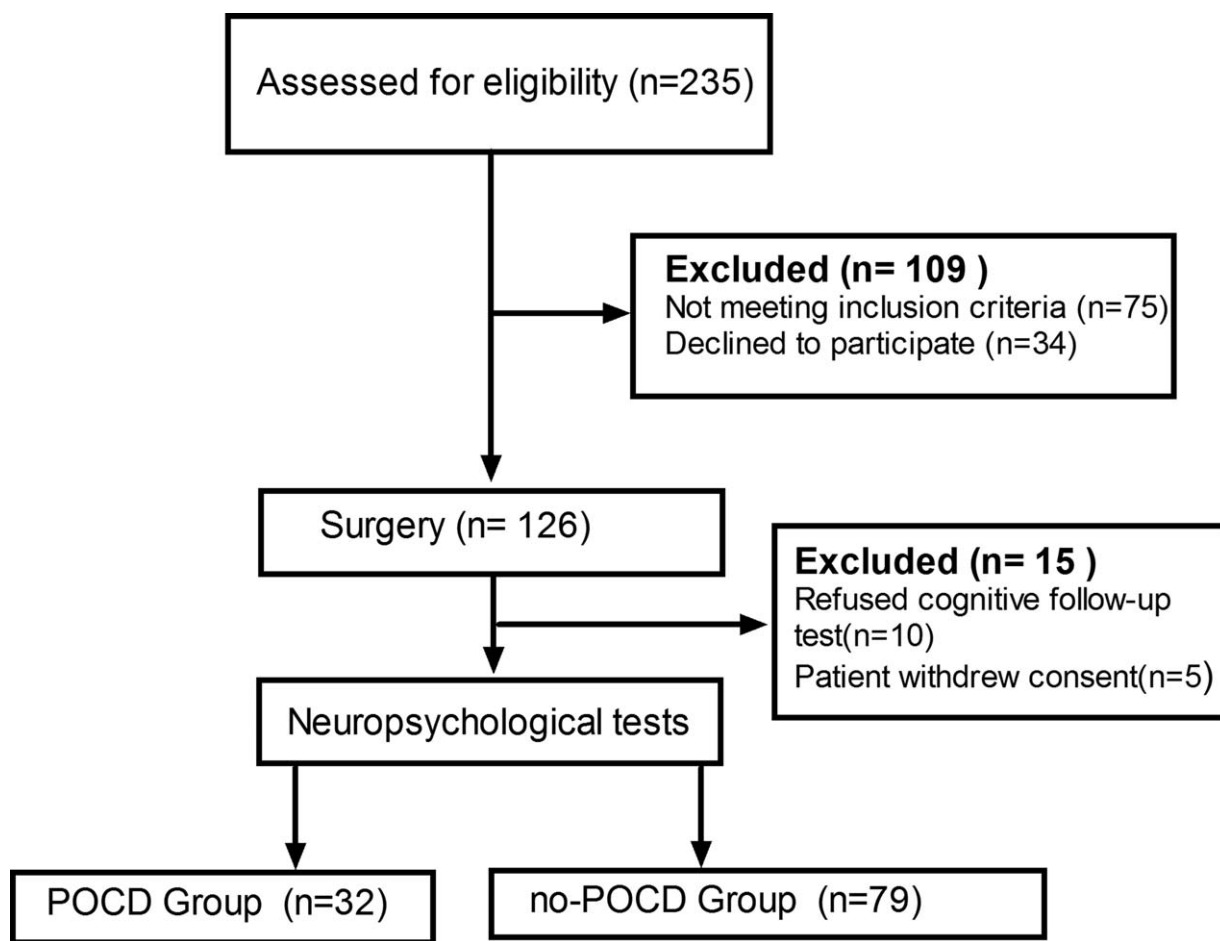 Assessed for eligibility (n=235)
Excluded (n= 109 )
Not meeting inclusion criteria (n=75)
Declined to participate (n=34)
Surgery (n= 126)
Excluded (n= 15 )
Refused cognitive follow-up
test(n=10)
Patient withdrew consent(n=5)
Neuropsychological tests
POCD Group (n=32)
no-POCD Group (n=79)